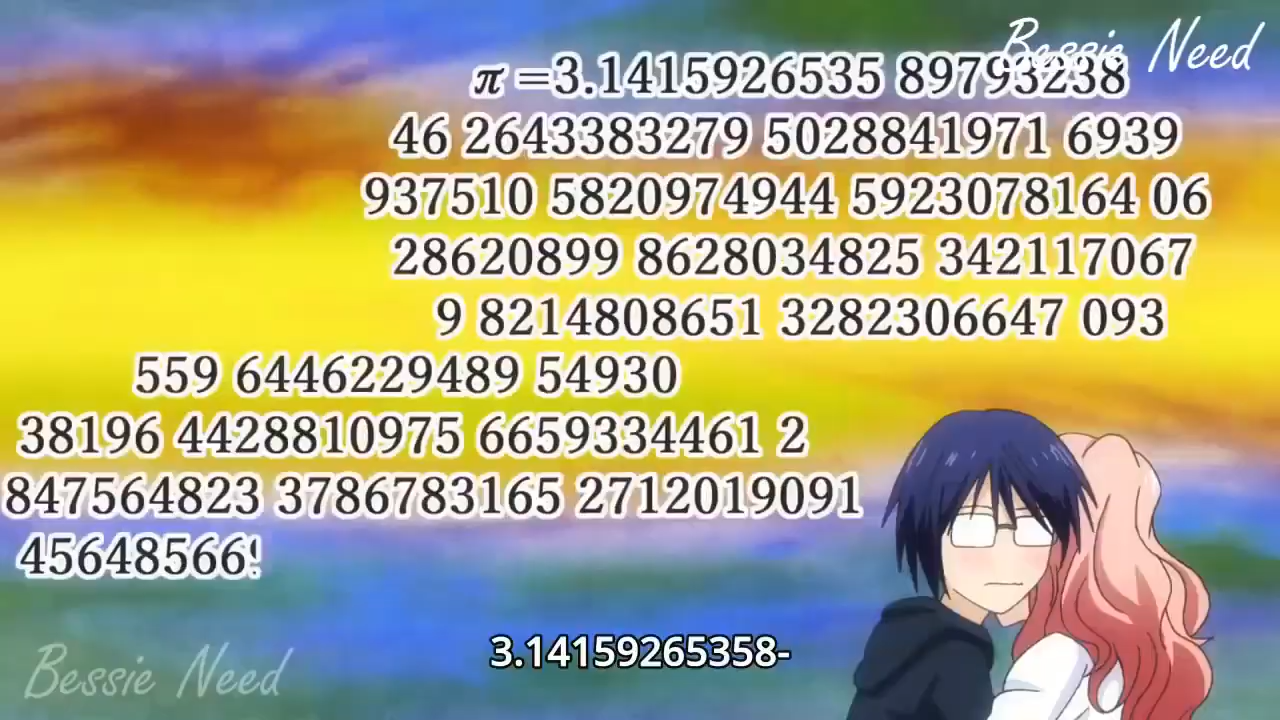 Bessie Need
π=3.1415926535 89793238
46 2643383279 5028841971 6939
937510 5820974944 5923078164 06
28620899 8628034825 342117067
9 8214808651 3282306647 093
559 6446229489 54930
38196 4428810975 6659334461 2
847564823 3786783165 2712019091
45648566
3.14159265358-
Bessie Need